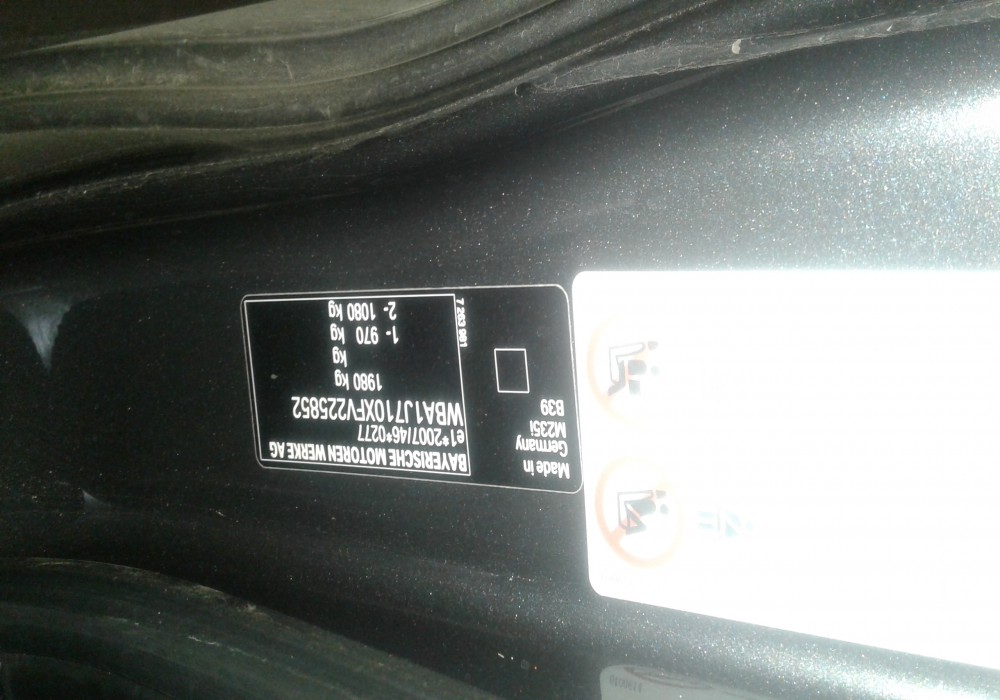 BAYERISCHE MOTOREN WERKE AG
e1*2007/46*0277
WBA1J710XFV225852
1980 kg
kg
1- 970 kg
2- 1080 kg
7 263 981
Made in
Germany
M235i
B39